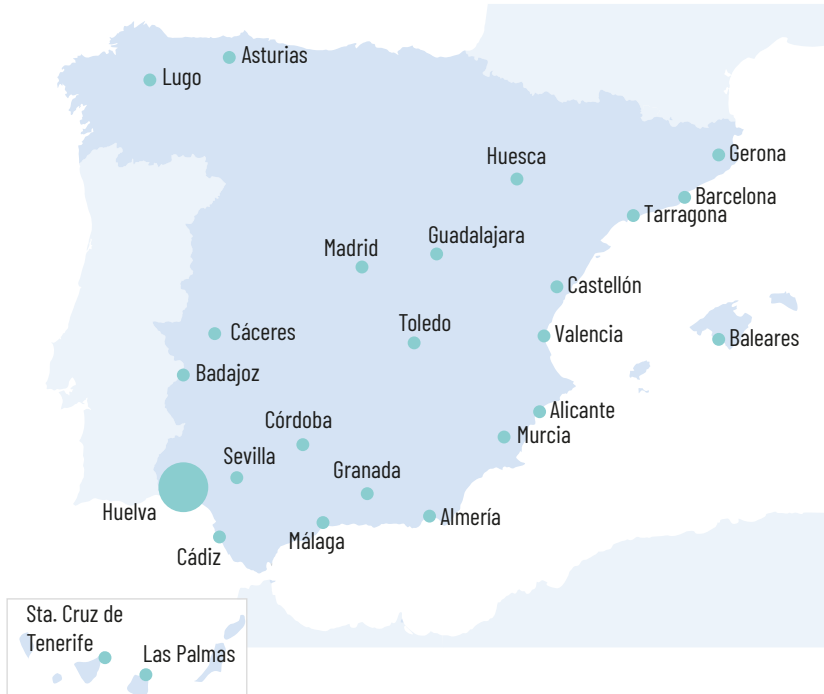 Asturias
Lugo
Huesca
Gerona
Barcelona
Tarragona
Guadalajara
Madrid
Castellón
Toledo
Cáceres
Valencia
Baleares
Badajoz
Alicante
Córdoba
Murcia
Sevilla
Granada
Huelva
Almería
Málaga
Cádiz
Sta. Cruz de
Tenerife
Las Palmas